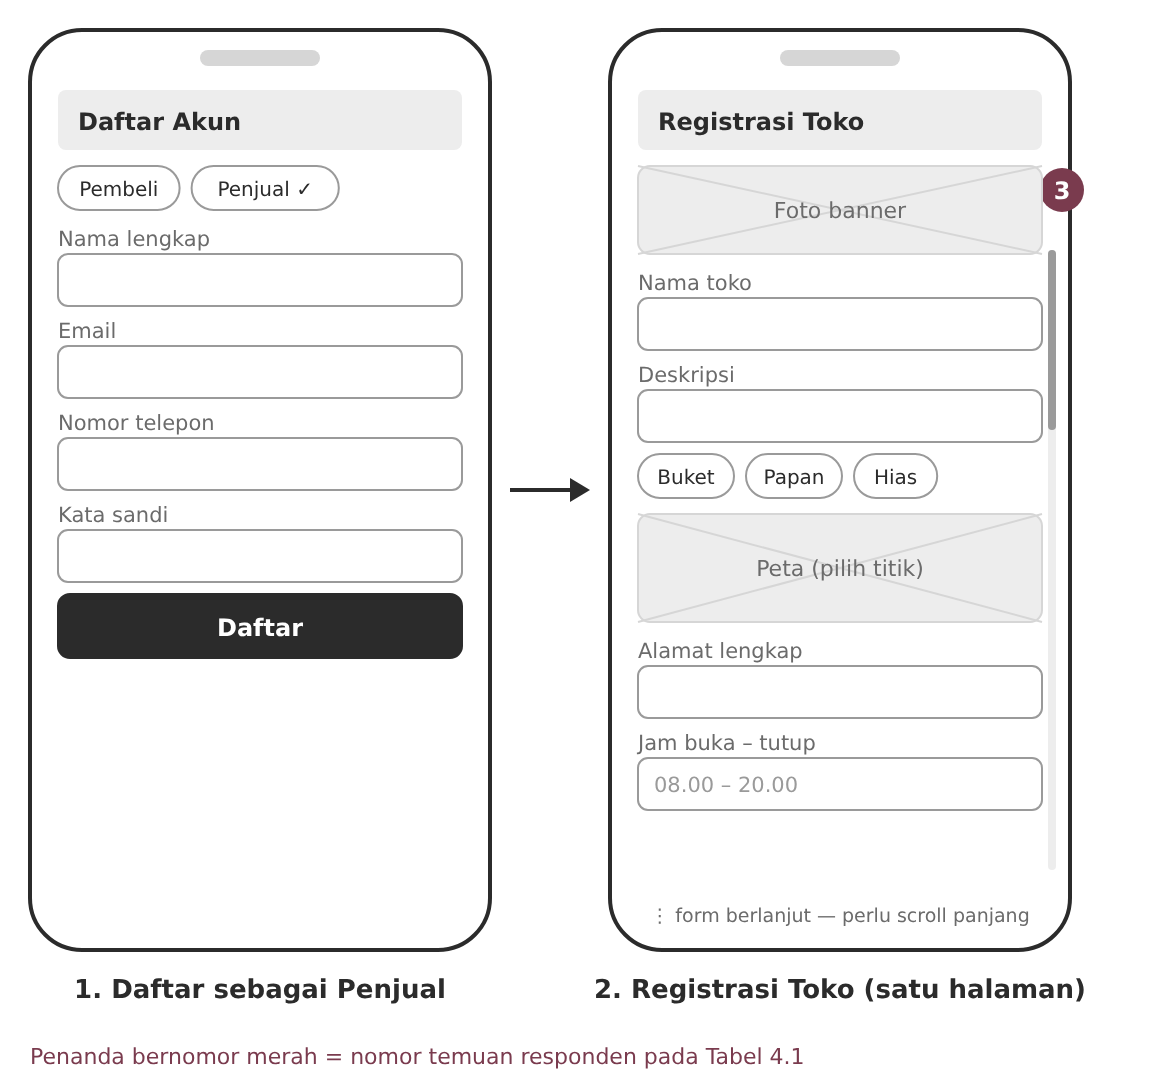 Daftar Akun
Pembeli
Penjual ✓
Nama lengkap
Email
Nomor telepon
Kata sandi
Daftar
1. Daftar sebagai Penjual
Registrasi Toko
3
Foto banner
Nama toko
Deskripsi
Buket
Papan
Hias
Peta (pilih titik)
Alamat lengkap
Jam buka – tutup
08.00 – 20.00
⋮ form berlanjut — perlu scroll panjang
2. Registrasi Toko (satu halaman)
Penanda bernomor merah = nomor temuan responden pada Tabel 4.1